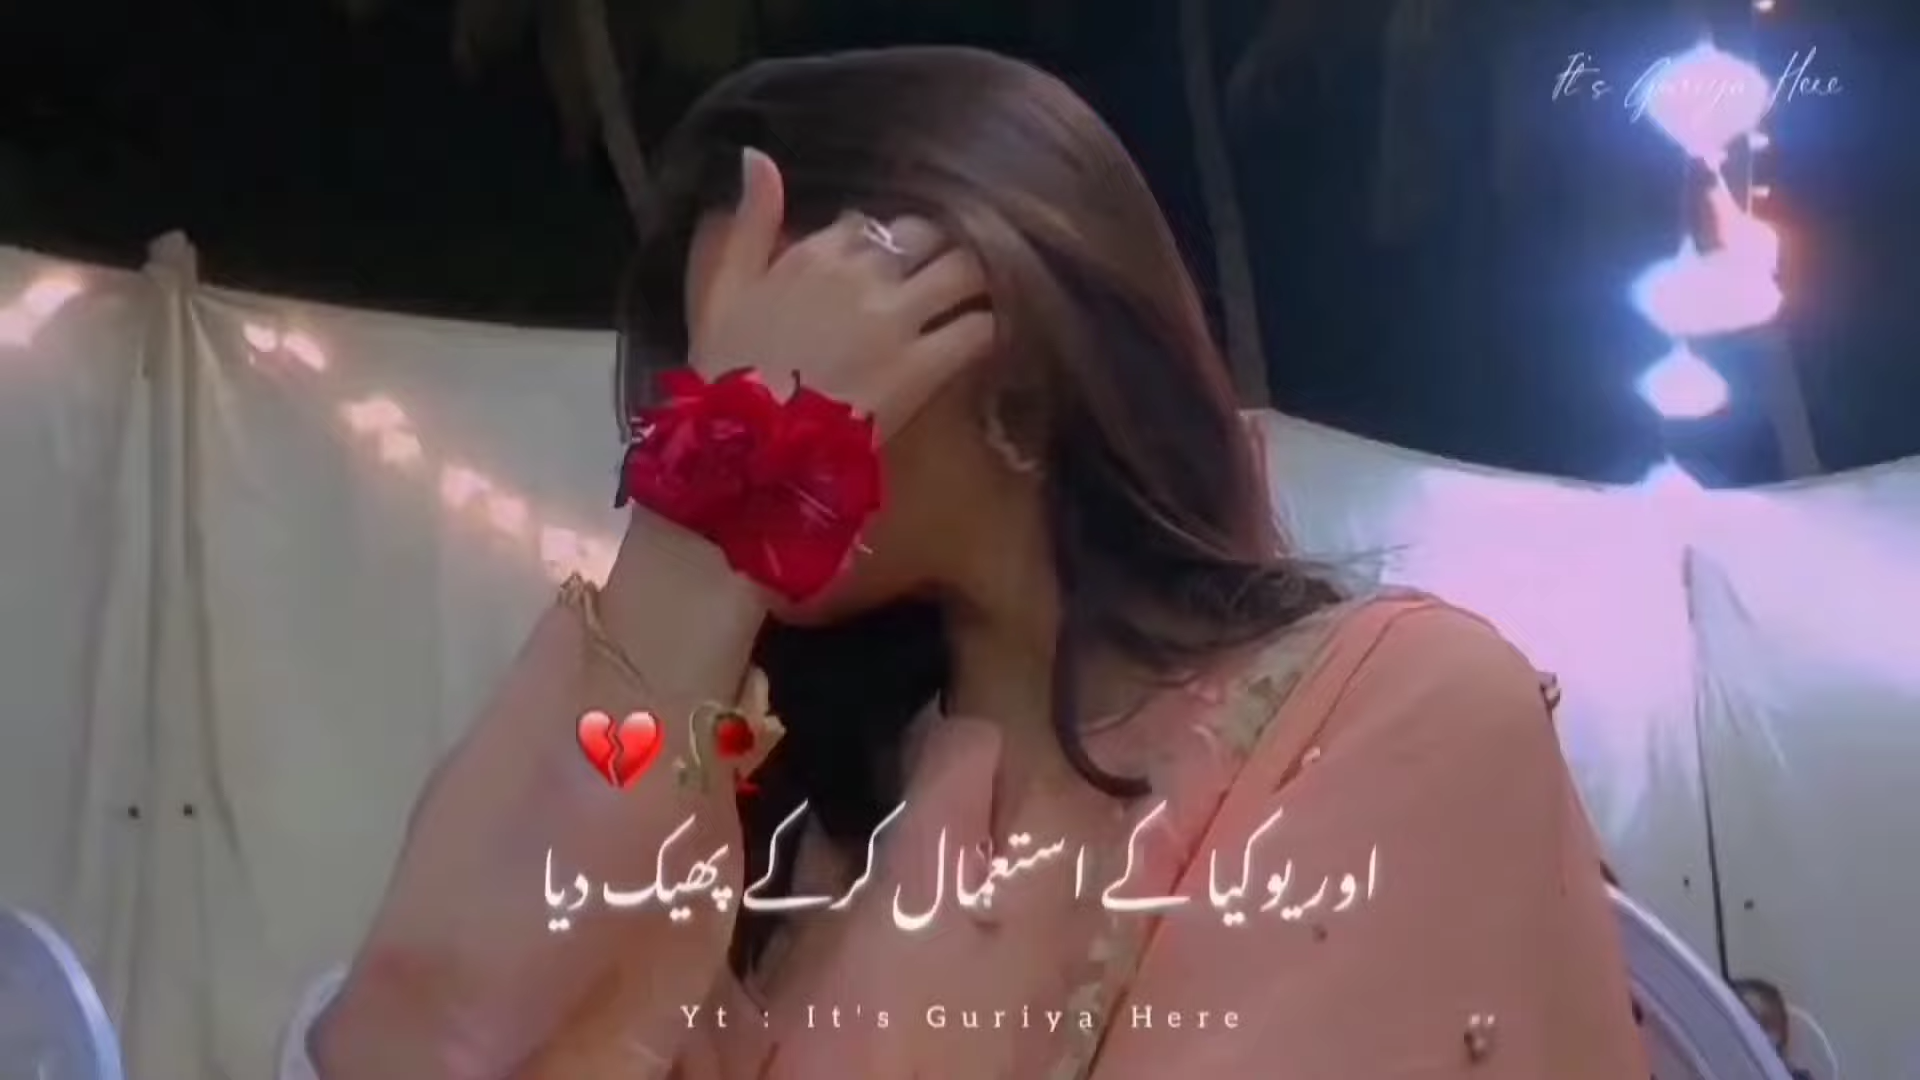 It's Guriya Here
💔🥀
اور یو کیا کے استعمال کر کے پھیک دیا
Yt : It's Guriya Here